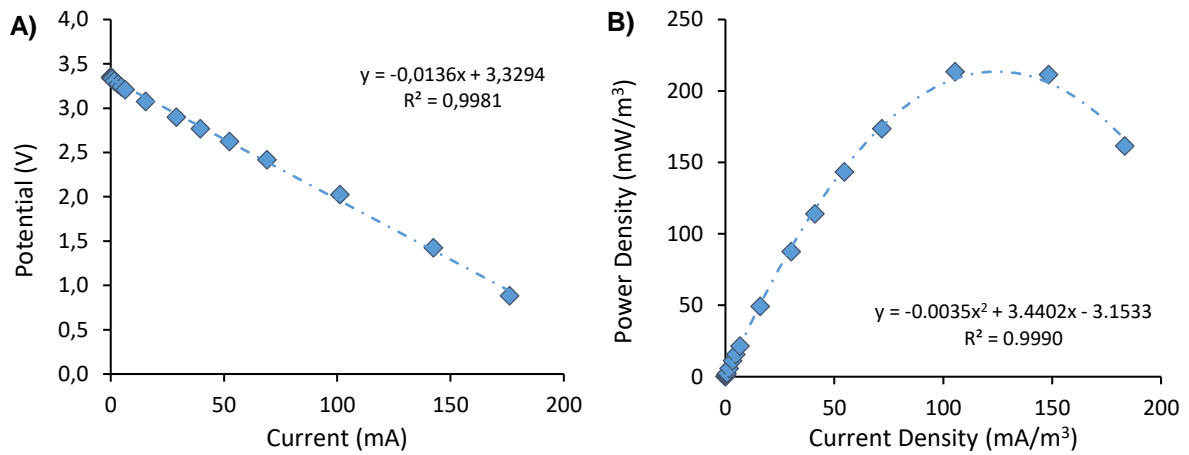 A)
4,0
3,5
3,0
2,5
2,0
1,5
1,0
0,5
0,0
Potential (V)
y = -0,0136x + 3,3294
R² = 0,9981
0 50 100 150 200
Current (mA)
B)
250
200
150
100
50
0
Power Density (mW/m³)
y = -0.0035x² + 3.4402x - 3.1533
R² = 0.9990
0 50 100 150 200
Current Density (mA/m³)